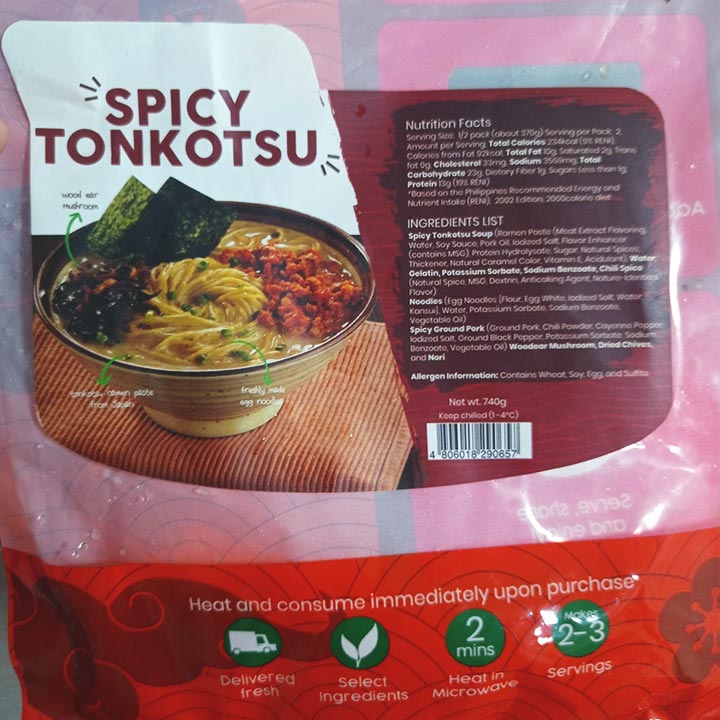 SPICY
TONKOTSU
wood ear
mushroom
tonkotsu ramen paste
from Japan
freshly made
egg noodles
Nutrition Facts
Serving Size: 1/2 pack (about 370g) Serving per Pack: 2
Amount per Serving, Total Calories 234kcal (9% RENI),
Calories from Fat 92kcal, Total Fat 10g, Saturated 2g, Trans
fat 0g, Cholesterol 33mg, Sodium 3559mg, Total
Carbohydrate 23g, Dietary Fiber 1g, Sugars Less than 1g,
Protein 13g (19% RENI)
*Based on the Philippines Recommended Energy and
Nutrient Intake (RENI), 2002 Edition. 2000calorie diet
INGREDIENTS LIST
Spicy Tonkotsu Soup (Ramen Paste (Meat Extract Flavoring,
Water, Soy Sauce, Pork Oil, Iodized Salt, Flavor Enhancer
(contains MSG), Protein Hydrolysate, Sugar, Natural Spices,
Thickener, Natural Caramel Color, Vitamin E, Acidulant), Water,
Gelatin, Potassium Sorbate, Sodium Benzoate, Chili Spice
(Natural Spice, MSG, Dextrin, Anticaking Agent, Nature-Identical
Flavor)
Noodles (Egg Noodles [Flour, Egg White, Iodized Salt, Water,
Kansui], Water, Potassium Sorbate, Sodium Benzoate,
Vegetable Oil)
Spicy Ground Pork (Ground Pork, Chili Powder, Cayenne Pepper,
Iodized Salt, Ground Black Pepper, Potassium Sorbate, Sodium
Benzoate, Vegetable Oil) Woodear Mushroom, Dried Chives,
and Nori
Allergen Information: Contains Wheat, Soy, Egg, and Sulfite
Net wt. 740g
Keep chilled (1-4°C)
4 806018 290657
Serve, share
and enjoy
Heat and consume immediately upon purchase
Delivered
fresh
Select
Ingredients
2
mins
Heat in
Microwave
Makes
2-3
Servings